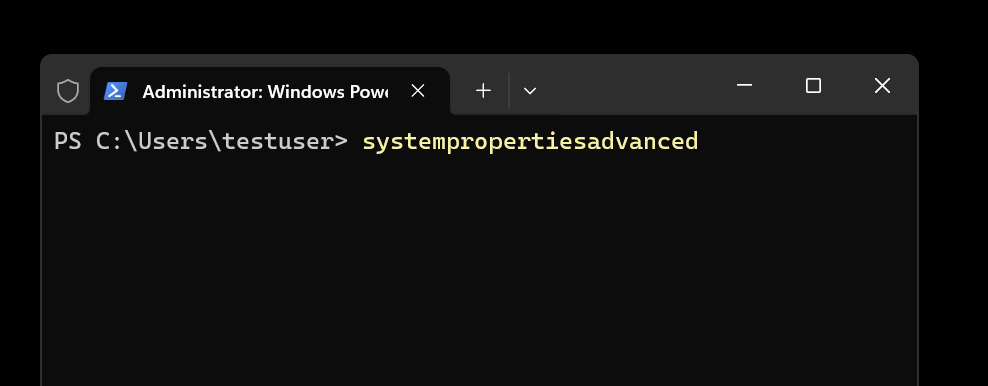 Administrator: Windows Powe
PS C:\Users\testuser> systempropertiesadvanced